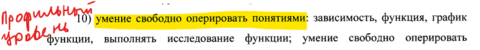 Профильный
уровень
10) умение свободно оперировать понятиями: зависимость, функция, график
функции, выполнять исследование функции; умение свободно оперировать